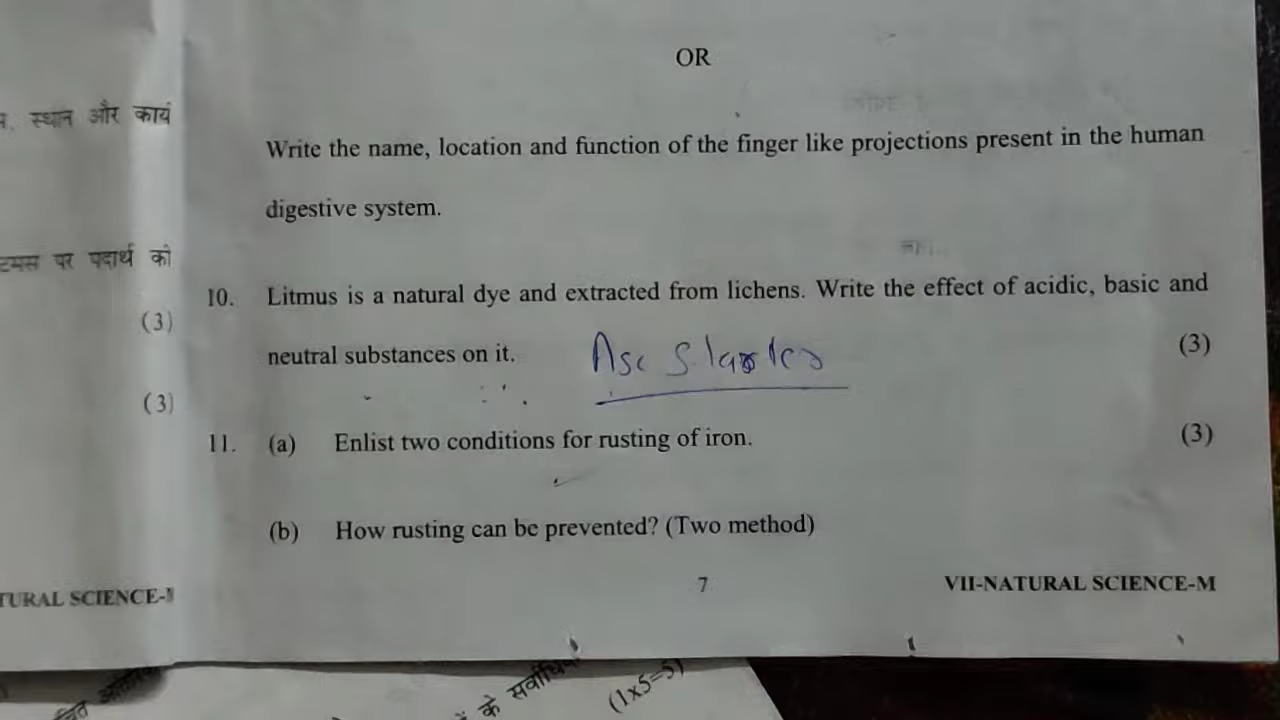 OR
स्थान और कार्य
Write the name, location and function of the finger like projections present in the human
digestive system.
पर पदार्थ को
(3)
(3)
10. Litmus is a natural dye and extracted from lichens. Write the effect of acidic, basic and
neutral substances on it. (3)
11. (a) Enlist two conditions for rusting of iron. (3)
(b) How rusting can be prevented? (Two method)
TURAL SCIENCE-M
7 VII-NATURAL SCIENCE-M
के
(1x5=5)